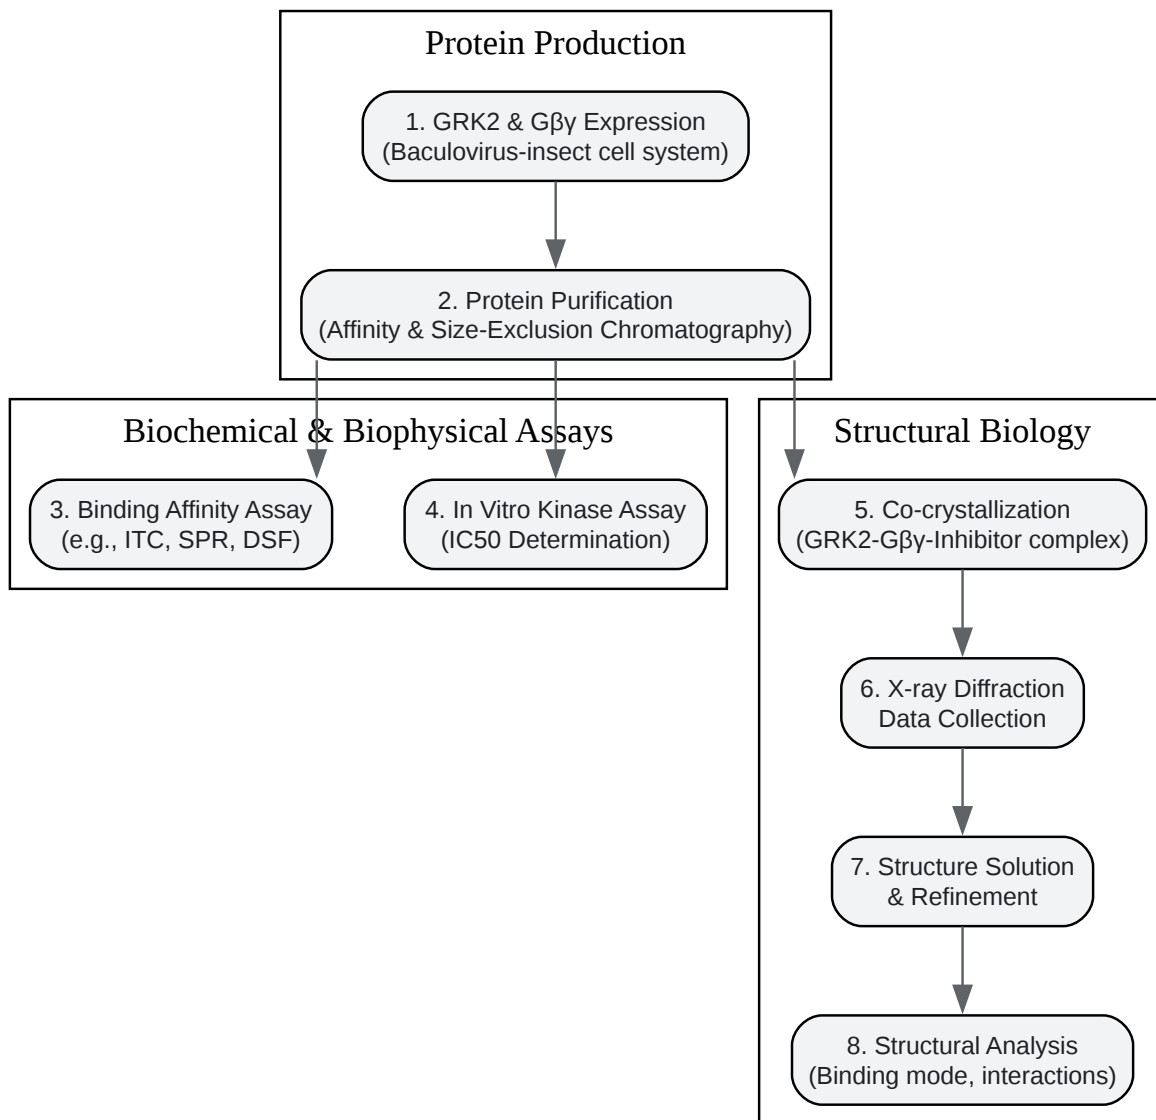 Protein Production
1. GRK2 & Gβγ Expression
(Baculovirus-insect cell system)
2. Protein Purification
(Affinity & Size-Exclusion Chromatography)
Biochemical & Biophysical Assays
3. Binding Affinity Assay
(e.g., ITC, SPR, DSF)
4. In Vitro Kinase Assay
(IC50 Determination)
Structural Biology
5. Co-crystallization
(GRK2-Gβγ-Inhibitor complex)
6. X-ray Diffraction
Data Collection
7. Structure Solution
& Refinement
8. Structural Analysis
(Binding mode, interactions)